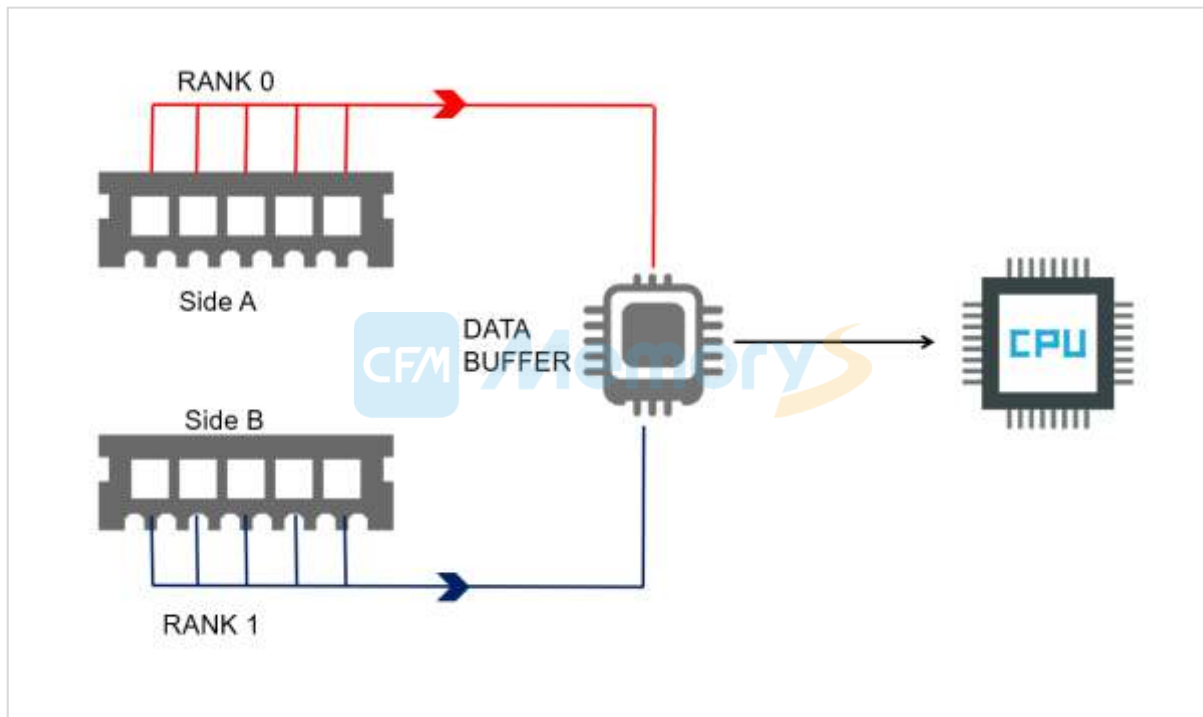 RANK 0
Side A
DATA
BUFFER
CPU
CFM MemoryS
Side B
RANK 1